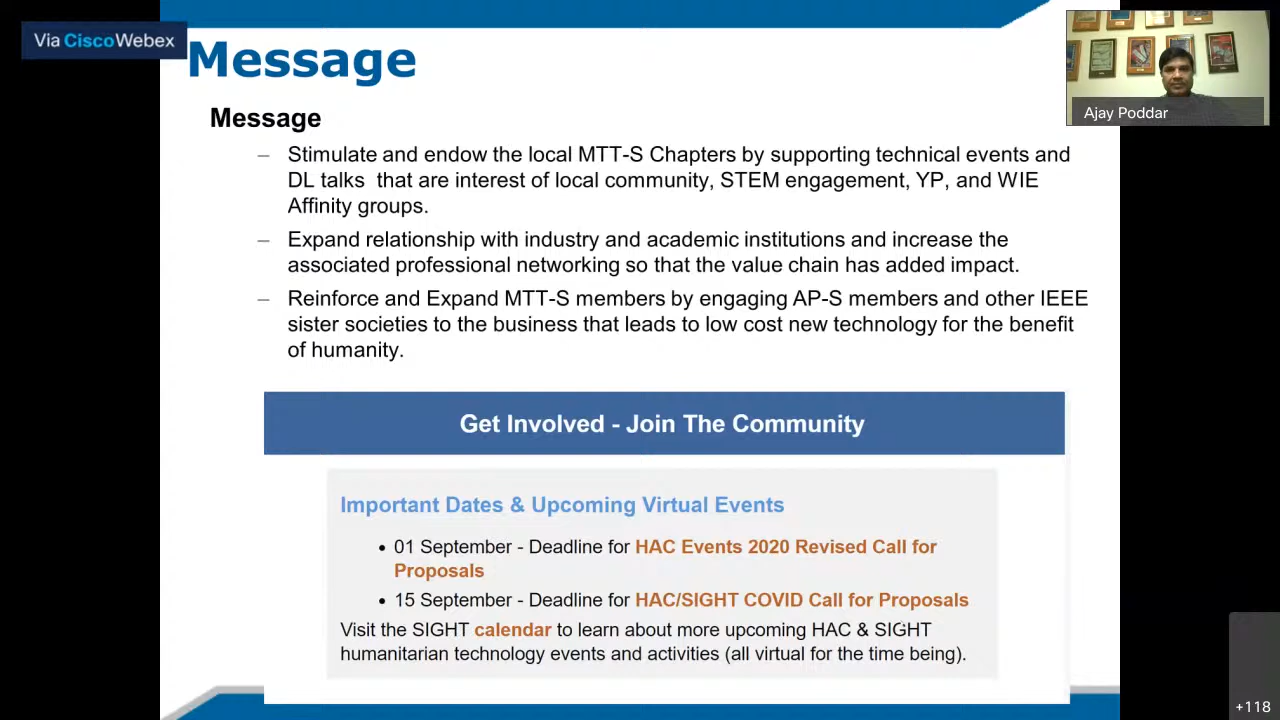 Via Cisco Webex
Message
Ajay Poddar
Message
– Stimulate and endow the local MTT-S Chapters by supporting technical events and
DL talks that are interest of local community, STEM engagement, YP, and WIE
Affinity groups.
– Expand relationship with industry and academic institutions and increase the
associated professional networking so that the value chain has added impact.
– Reinforce and Expand MTT-S members by engaging AP-S members and other IEEE
sister societies to the business that leads to low cost new technology for the benefit
of humanity.
Get Involved - Join The Community
Important Dates & Upcoming Virtual Events
• 01 September - Deadline for HAC Events 2020 Revised Call for
Proposals
• 15 September - Deadline for HAC/SIGHT COVID Call for Proposals
Visit the SIGHT calendar to learn about more upcoming HAC & SIGHT
humanitarian technology events and activities (all virtual for the time being).
+118